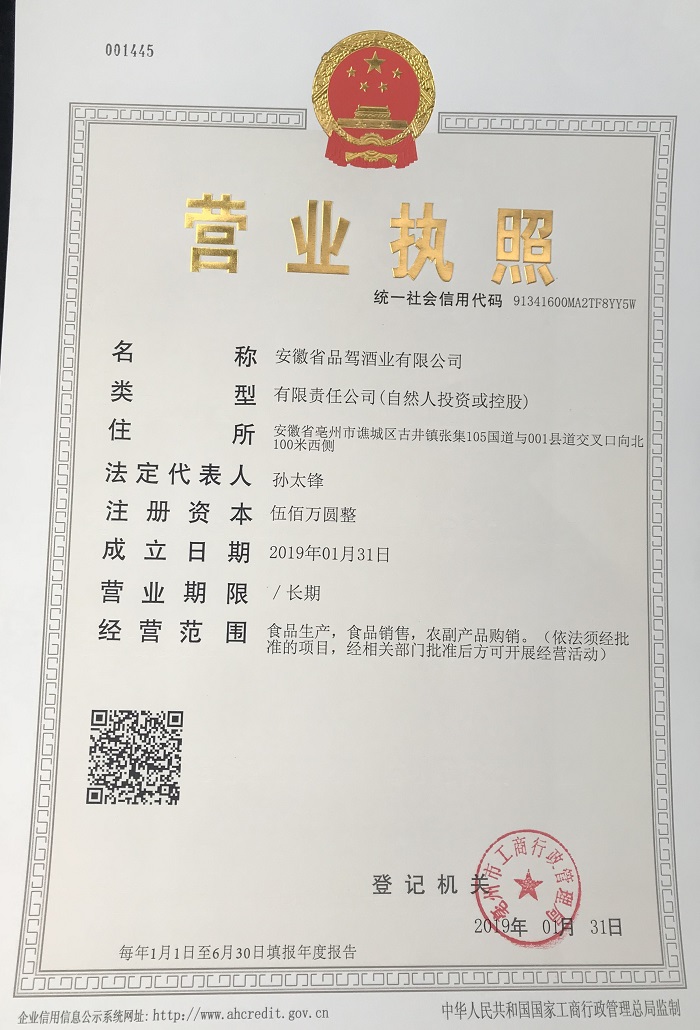 001445
营业执照
统一社会信用代码 91341600MA2TF8YY5W
名称 安徽省品驾酒业有限公司
类型 有限责任公司(自然人投资或控股)
住所 安徽省亳州市谯城区古井镇张集105国道与001县道交叉口向北
100米西侧
法定代表人 孙太锋
注册资本 伍佰万圆整
成立日期 2019年01月31日
营业期限 /长期
经营范围 食品生产，食品销售，农副产品购销。（依法须经批
准的项目，经相关部门批准后方可开展经营活动）
登记机关
亳州市工商行政管理局
2019年 01月 31日
每年1月1日至6月30日填报年度报告
企业信用信息公示系统网址: http://www.ahcredit.gov.cn
中华人民共和国国家工商行政管理总局监制